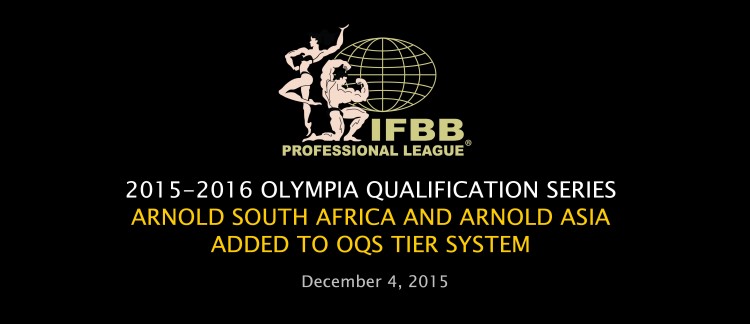 IFBB
PROFESSIONAL LEAGUE®
2015-2016 OLYMPIA QUALIFICATION SERIES
ARNOLD SOUTH AFRICA AND ARNOLD ASIA
ADDED TO OQS TIER SYSTEM
December 4, 2015